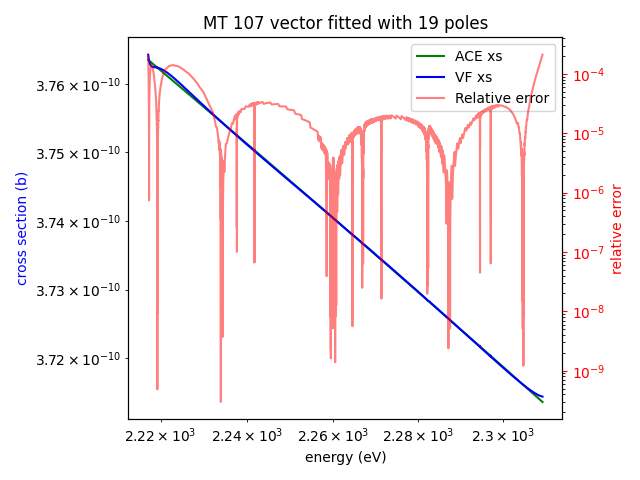 MT 107 vector fitted with 19 poles
ACE xs
VF xs
Relative error
cross section (b)
3.76 × 10⁻¹⁰
3.75 × 10⁻¹⁰
3.74 × 10⁻¹⁰
3.73 × 10⁻¹⁰
3.72 × 10⁻¹⁰
10⁻⁴
10⁻⁵
10⁻⁶
10⁻⁷
10⁻⁸
10⁻⁹
relative error
2.22 × 10³ 2.24 × 10³ 2.26 × 10³ 2.28 × 10³ 2.3 × 10³
energy (eV)